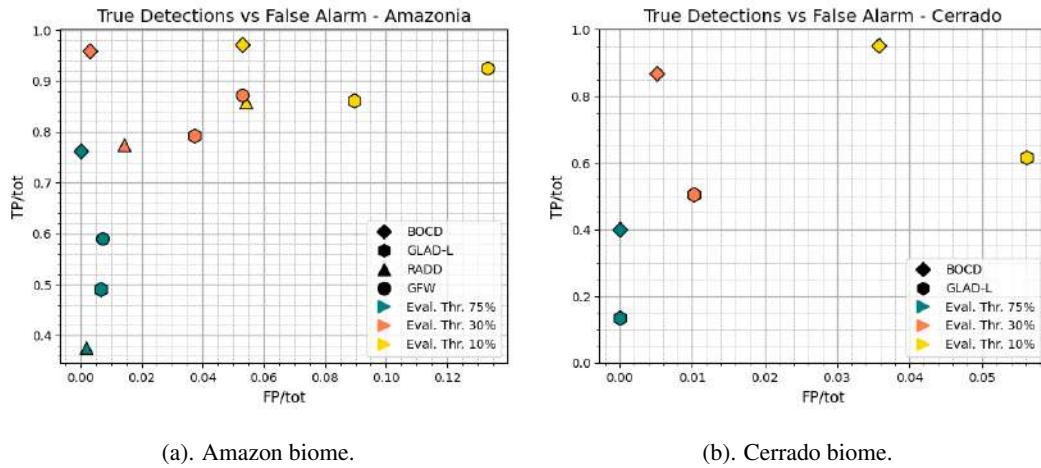 True Detections vs False Alarm - Amazonia
1.0
0.9
0.8
0.7
0.6
0.5
0.4
TP/tot
BOCD
GLAD-L
RADD
GFW
Eval. Thr. 75%
Eval. Thr. 30%
Eval. Thr. 10%
0.00 0.02 0.04 0.06 0.08 0.10 0.12
FP/tot
(a). Amazon biome.
True Detections vs False Alarm - Cerrado
1.0
0.8
0.6
0.4
0.2
0.0
TP/tot
BOCD
GLAD-L
Eval. Thr. 75%
Eval. Thr. 30%
Eval. Thr. 10%
0.00 0.01 0.02 0.03 0.04 0.05
FP/tot
(b). Cerrado biome.